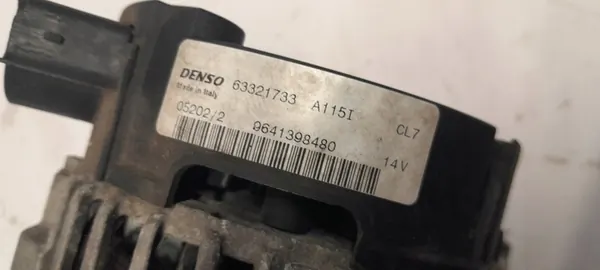 DENSO 63321733 A115I CL7
Made in Italy
05202/2 9641398480 14V